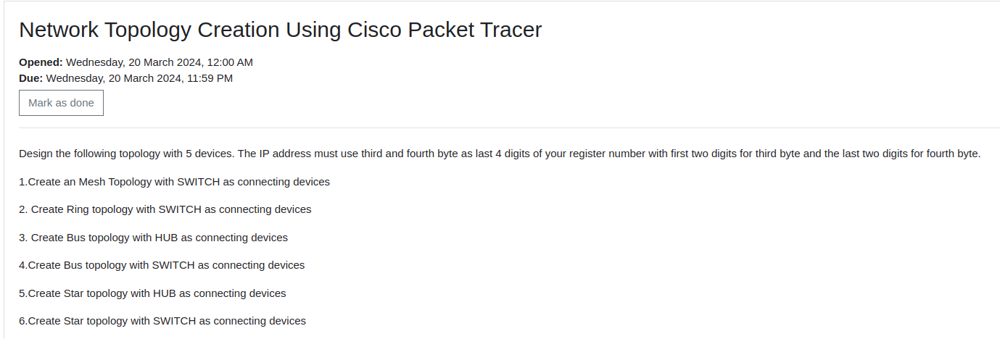 Network Topology Creation Using Cisco Packet Tracer
Opened: Wednesday, 20 March 2024, 12:00 AM
Due: Wednesday, 20 March 2024, 11:59 PM
Mark as done
Design the following topology with 5 devices. The IP address must use third and fourth byte as last 4 digits of your register number with first two digits for third byte and the last two digits for fourth byte.
1.Create an Mesh Topology with SWITCH as connecting devices
2. Create Ring topology with SWITCH as connecting devices
3. Create Bus topology with HUB as connecting devices
4.Create Bus topology with SWITCH as connecting devices
5.Create Star topology with HUB as connecting devices
6.Create Star topology with SWITCH as connecting devices